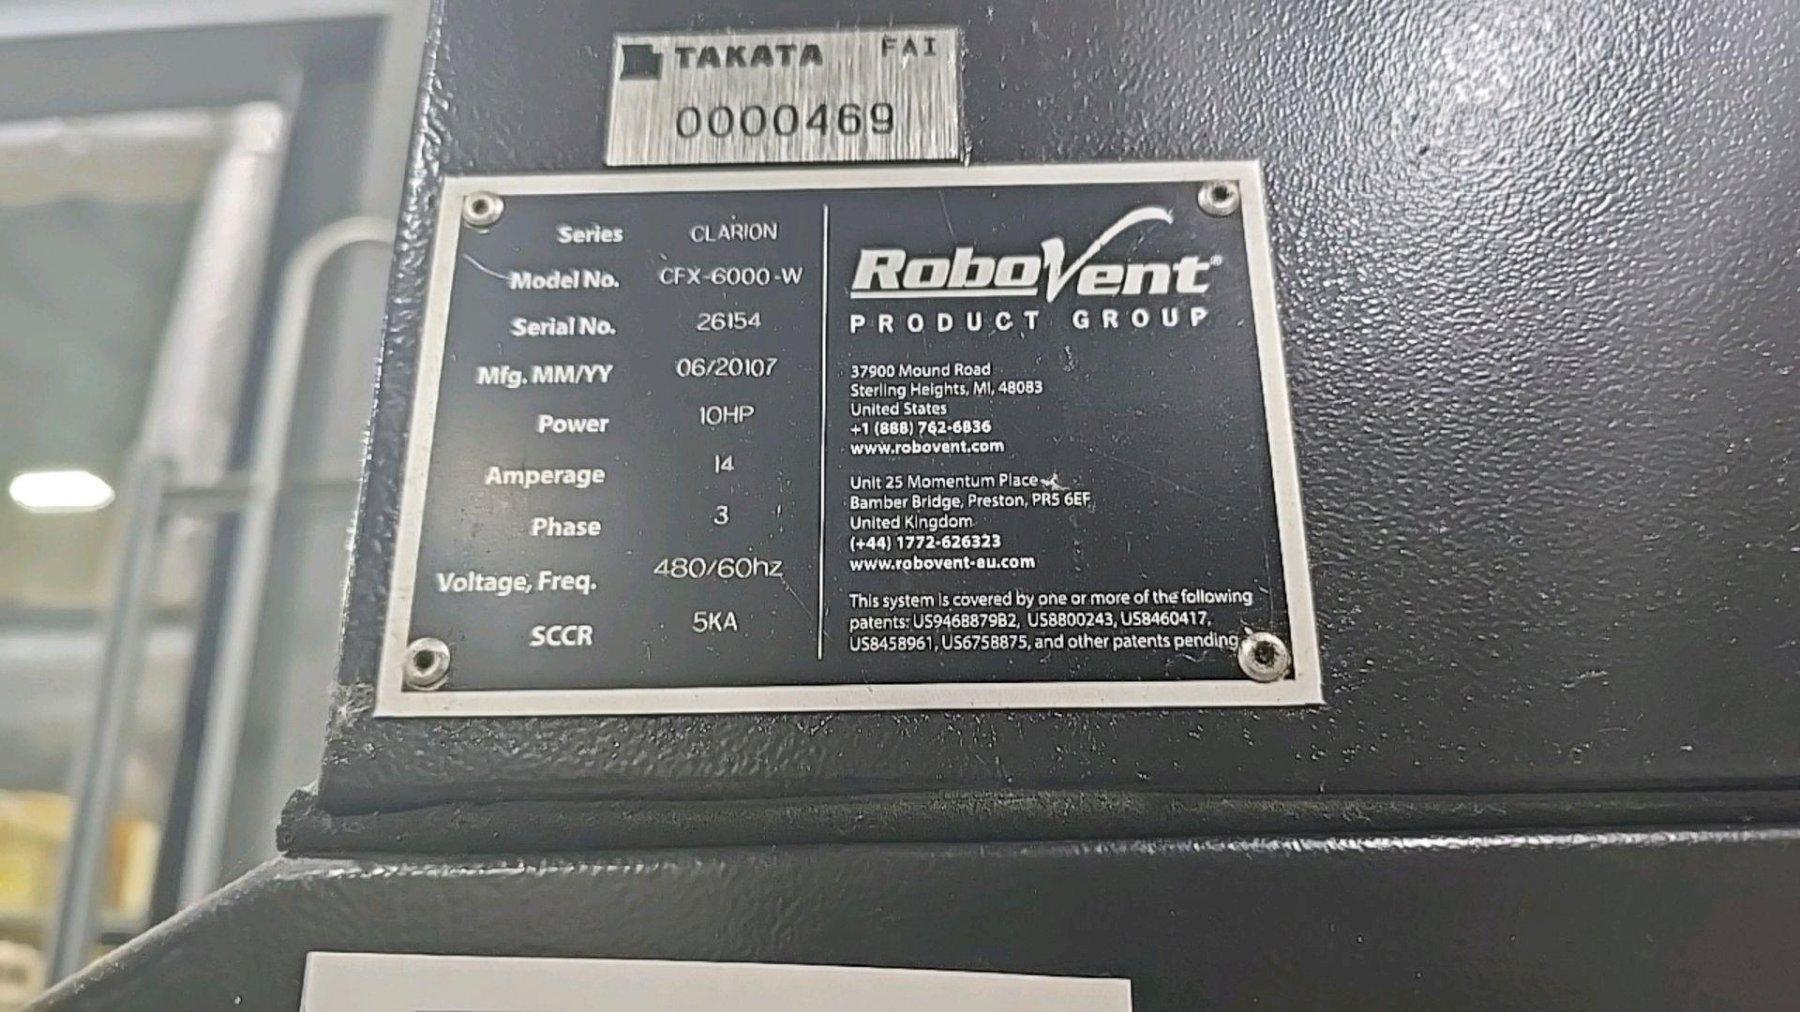 TAKATA FAI
0000469
Series CLARION
Model No. CFX-6000-W
Serial No. 26154
Mfg. MM/YY 06/20107
Power 10HP
Amperage 14
Phase 3
Voltage, Freq. 480/60hz
SCCR 5KA
RoboVent®
PRODUCT GROUP
37900 Mound Road
Sterling Heights, MI, 48083
United States
+1 (888) 762-6836
www.robovent.com
Unit 25 Momentum Place
Bamber Bridge, Preston, PR5 6EF
United Kingdom
(+44) 1772-626323
www.robovent-eu.com
This system is covered by one or more of the following
patents: US9468879B2, US8800243, US8460417,
US8458961, US6758875, and other patents pending